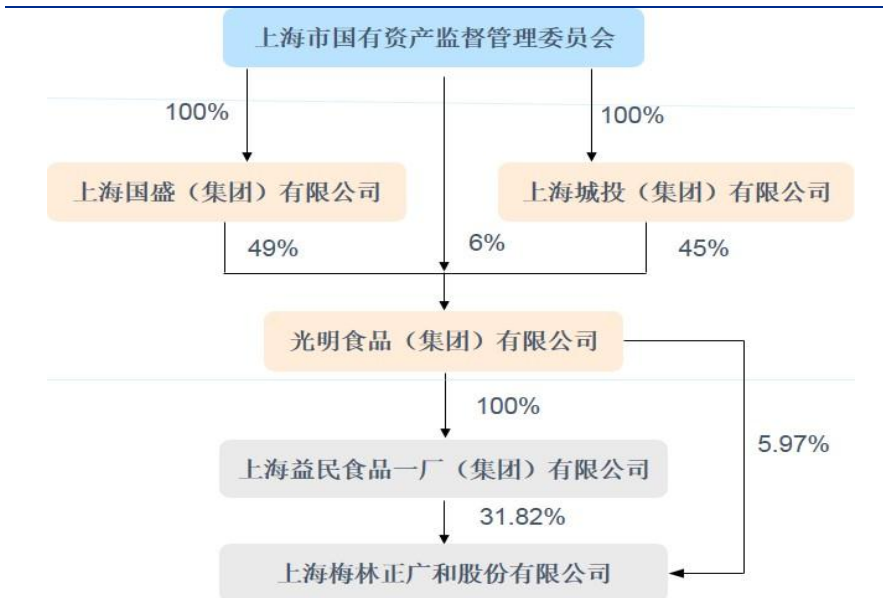 上海市国有资产监督管理委员会
100%
100%
上海国盛（集团）有限公司
上海城投（集团）有限公司
49%
6%
45%
光明食品（集团）有限公司
100%
5.97%
上海益民食品一厂（集团）有限公司
31.82%
上海梅林正广和股份有限公司